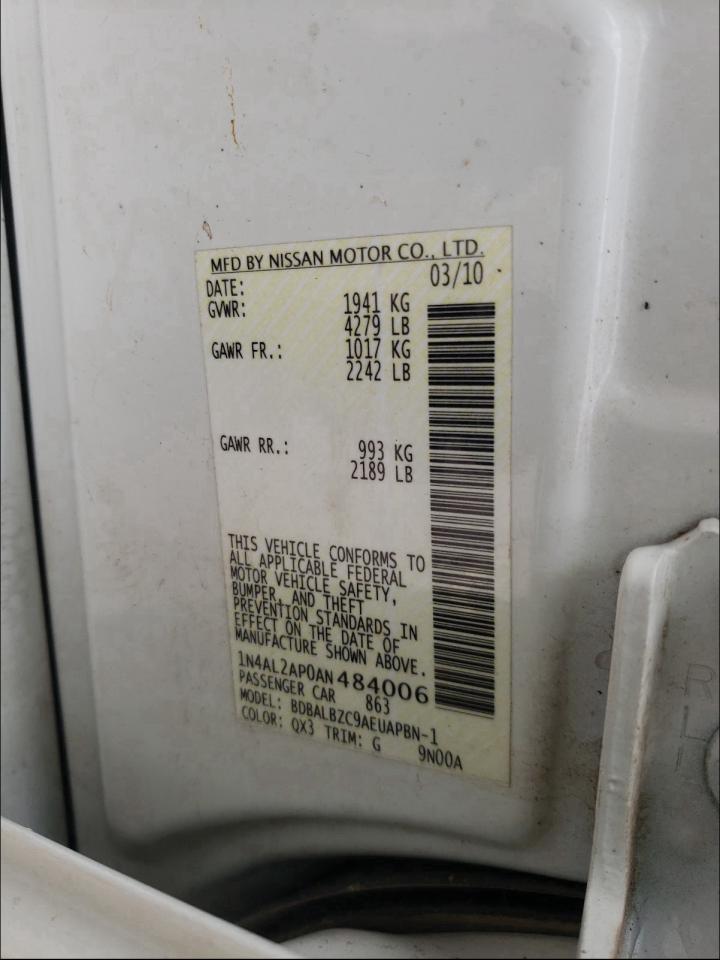 MFD BY NISSAN MOTOR CO., LTD.
DATE: 03/10
GVWR: 1941 KG
4279 LB
GAWR FR.: 1017 KG
2242 LB
GAWR RR.: 993 KG
2189 LB
THIS VEHICLE CONFORMS TO
ALL APPLICABLE FEDERAL
MOTOR VEHICLE SAFETY,
BUMPER, AND THEFT
PREVENTION STANDARDS IN
EFFECT ON THE DATE OF
MANUFACTURE SHOWN ABOVE.
1N4AL2AP0AN484006
PASSENGER CAR 863
MODEL: BDBALBZC9AEUAPBN-1
COLOR: QX3 TRIM: G 9N00A
R
L